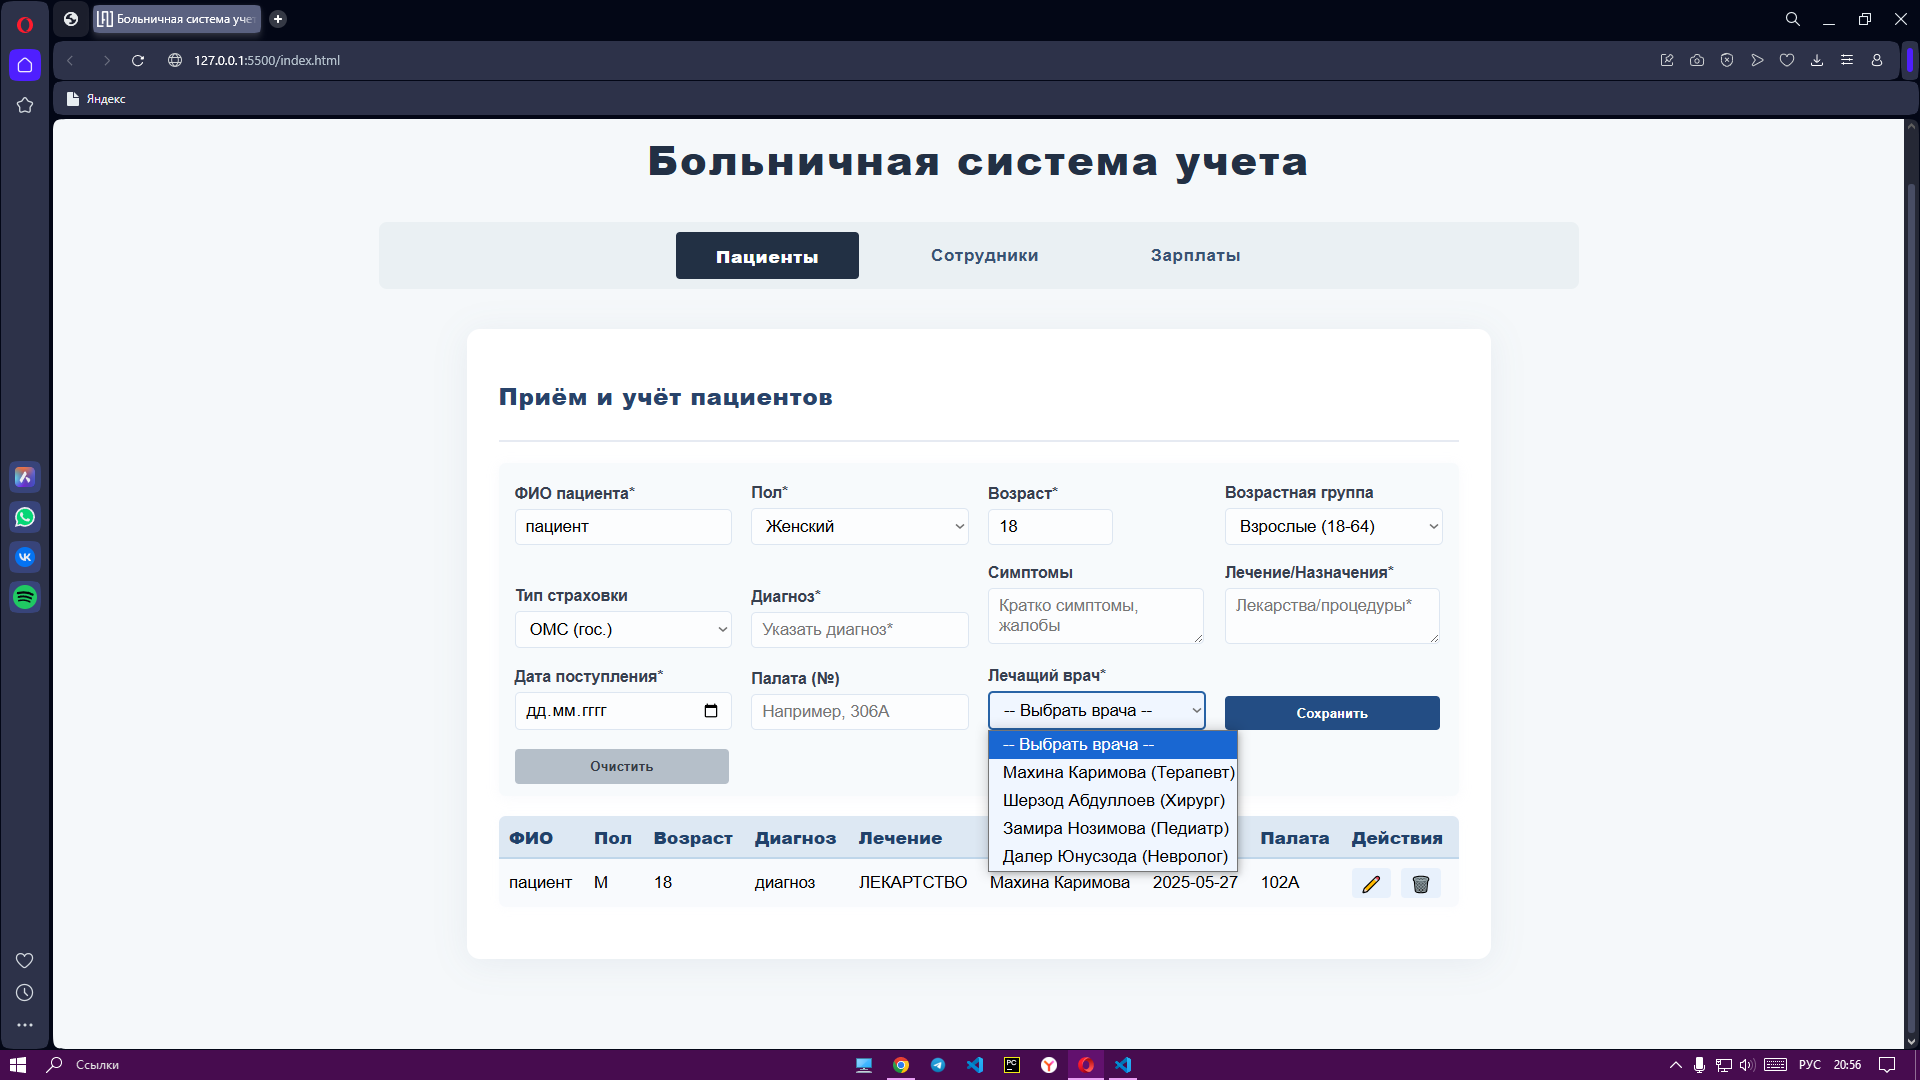 Больничная система учет
127.0.0.1:5500/index.html
Яндекс
Больничная система учета
Пациенты
Сотрудники
Зарплаты
Приём и учёт пациентов
ФИО пациента*
Пол*
Возраст*
Возрастная группа
пациент
Женский
18
Взрослые (18-64)
Тип страховки
Диагноз*
Симптомы
Лечение/Назначения*
ОМС (гос.)
Указать диагноз*
Кратко симптомы,
жалобы
Лекарства/процедуры*
Дата поступления*
Палата (№)
Лечащий врач*
дд.мм.гггг
Например, 306А
-- Выбрать врача --
Сохранить
-- Выбрать врача --
Махина Каримова (Терапевт)
Шерзод Абдуллоев (Хирург)
Замира Нозимова (Педиатр)
Далер Юнусзода (Невролог)
Очистить
ФИО Пол Возраст Диагноз Лечение Палата Действия
пациент М 18 диагноз ЛЕКАРТСТВО Махина Каримова 2025-05-27 102А
Ссылки
PC
РУС
20:56